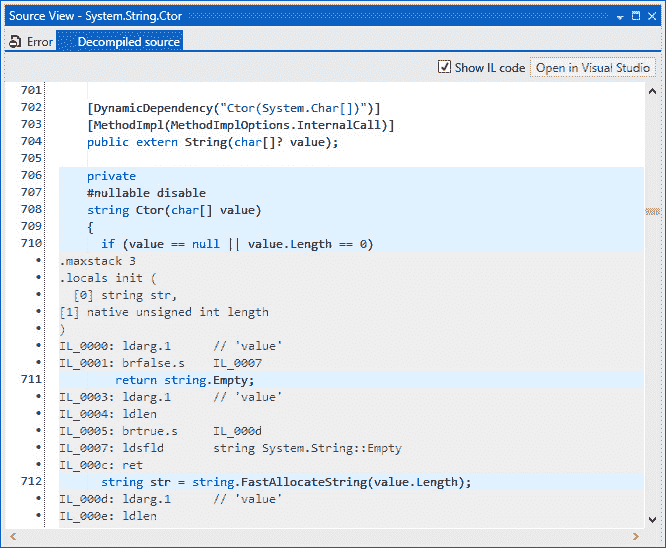 Source View - System.String.Ctor
Error Decompiled source
Show IL code Open in Visual Studio
701
702 [DynamicDependency("Ctor(System.Char[])")]
703 [MethodImpl(MethodImplOptions.InternalCall)]
704 public extern String(char[]? value);
705
706 private
707 #nullable disable
708 string Ctor(char[] value)
709 {
710 if (value == null || value.Length == 0)
.maxstack 3
.locals init (
[0] string str,
[1] native unsigned int length
)
IL_0000: ldarg.1 // 'value'
IL_0001: brfalse.s IL_0007
711 return string.Empty;
IL_0003: ldarg.1 // 'value'
IL_0004: ldlen
IL_0005: brtrue.s IL_000d
IL_0007: ldsfld string System.String::Empty
IL_000c: ret
712 string str = string.FastAllocateString(value.Length);
IL_000d: ldarg.1 // 'value'
IL_000e: ldlen